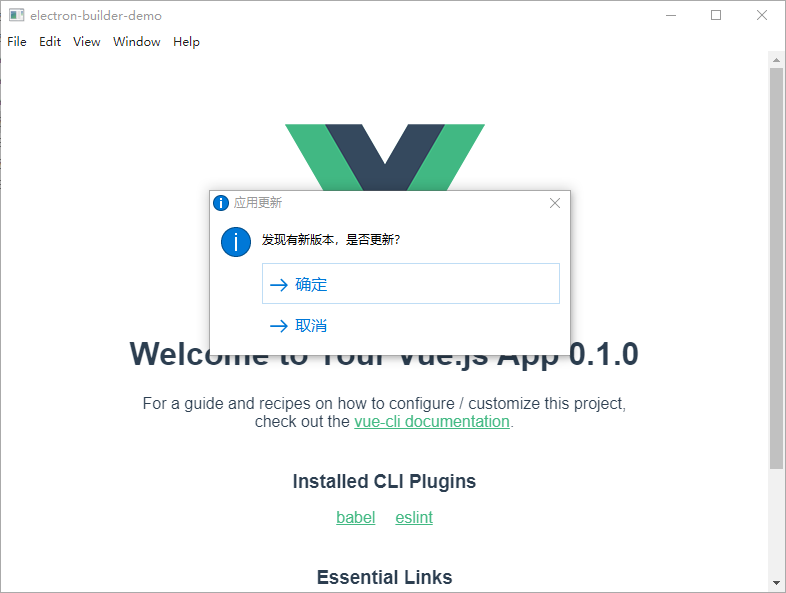 electron-builder-demo
File Edit View Window Help
应用更新
发现有新版本，是否更新?
确定
取消
Welcome to Your Vue.js App 0.1.0
For a guide and recipes on how to configure / customize this project,
check out the vue-cli documentation.
Installed CLI Plugins
babel eslint
Essential Links